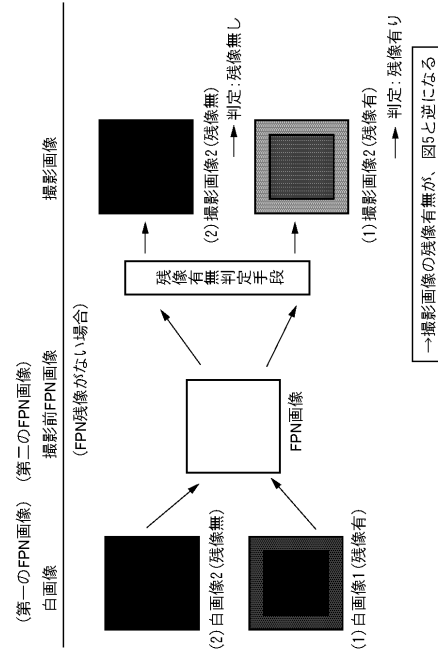 (第一のFPN画像)
白画像
(第二のFPN画像)
撮影前FPN画像
撮影画像
(FPN残像がない場合)
(2) 白画像2 (残像無)
(1) 白画像1 (残像有)
FPN画像
残像有無判定手段
(2) 撮影画像2 (残像無)
→ 判定: 残像無し
(1) 撮影画像2 (残像有)
→ 判定: 残像有り
→撮影画像の残像有無が、図5と逆になる